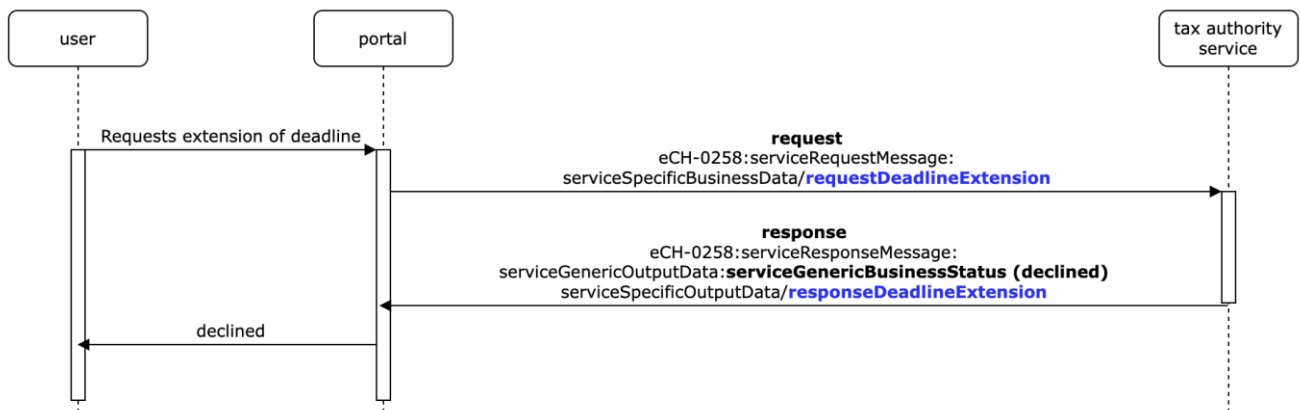 user
portal
tax authority
service
Requests extension of deadline
request
eCH-0258:serviceRequestMessage:
serviceSpecificBusinessData/requestDeadlineExtension
response
eCH-0258:serviceResponseMessage:
serviceGenericOutputData:serviceGenericBusinessStatus (declined)
serviceSpecificOutputData/responseDeadlineExtension
declined